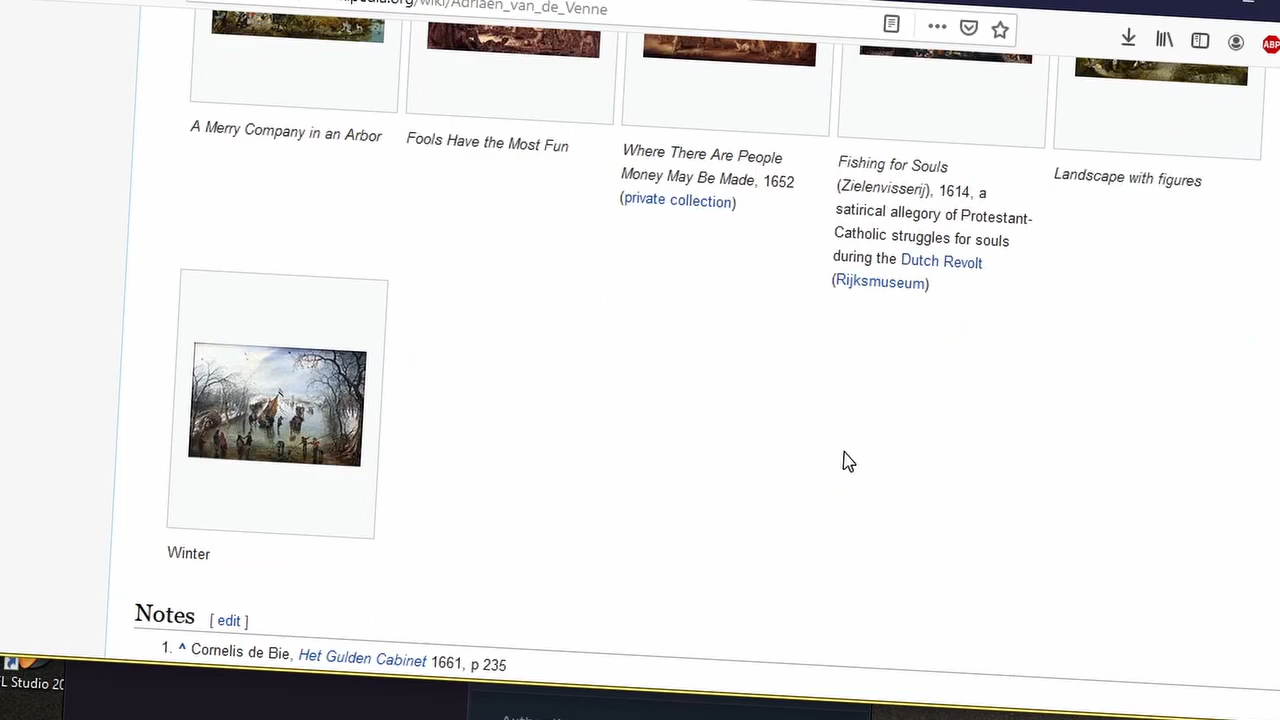 pedia.org/wiki/Adriaen_van_de_Venne
ABP
A Merry Company in an Arbor
Fools Have the Most Fun
Where There Are People
Money May Be Made, 1652
(private collection)
Fishing for Souls
(Zielenvisserij), 1614, a
satirical allegory of Protestant-
Catholic struggles for souls
during the Dutch Revolt
(Rijksmuseum)
Landscape with figures
Winter
Notes [ edit ]
1. ^ Cornelis de Bie, Het Gulden Cabinet 1661, p 235
L Studio 20